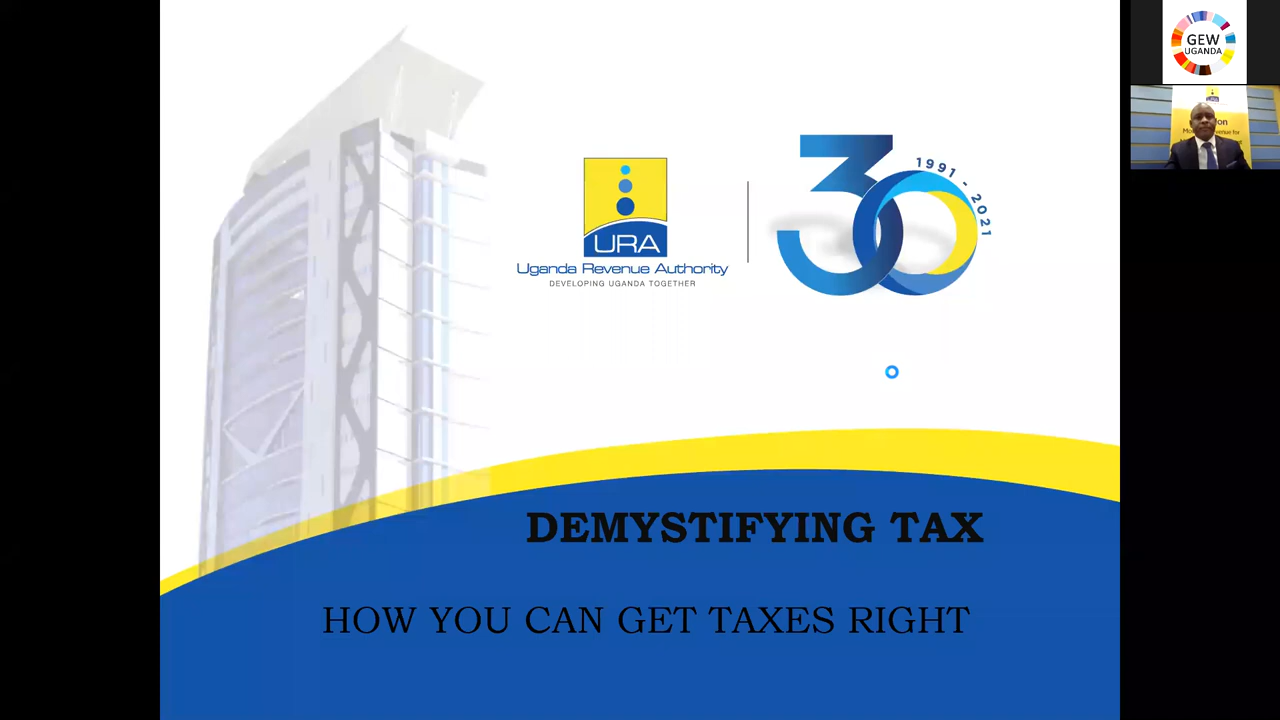 1991 - 2021
URA
Uganda Revenue Authority
DEVELOPING UGANDA TOGETHER
DEMYSTIFYING TAX
HOW YOU CAN GET TAXES RIGHT
GEW
UGANDA